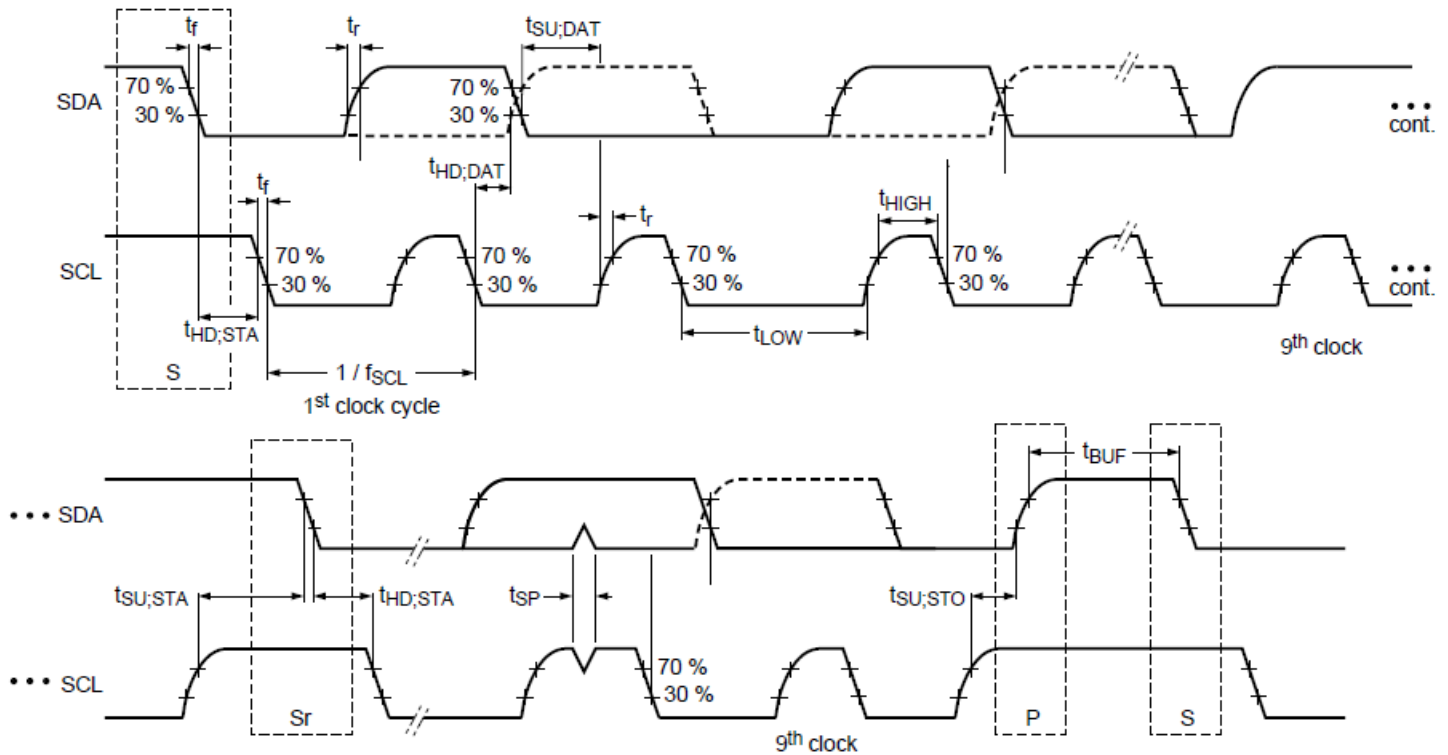 tf
tr
tSU;DAT
70 %
30 %
SDA
70 %
30 %
••• cont.
tHD;DAT
tf
tr
tHIGH
SCL
70 %
30 %
70 %
30 %
70 %
30 %
70 %
30 %
••• cont.
tHD;STA
tLOW
9th clock
S
1 / fSCL
1st clock cycle
tBUF
••• SDA
tSU;STA
tHD;STA
tSP
tSU;STO
••• SCL
70 %
30 %
Sr
P
S
9th clock